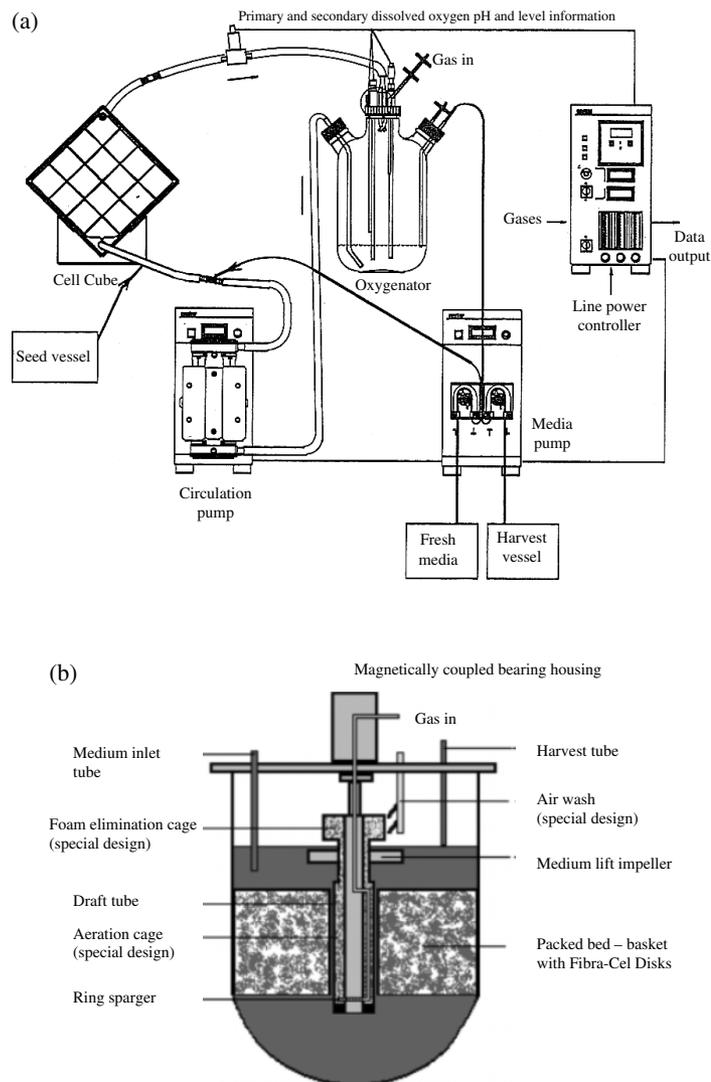 (a)
Primary and secondary dissolved oxygen pH and level information
Gas in
Gases
Data
output
Cell Cube
Oxygenator
Line power
controller
Seed vessel
Media
pump
Circulation
pump
Fresh
media
Harvest
vessel
(b)
Magnetically coupled bearing housing
Gas in
Medium inlet
tube
Harvest tube
Air wash
(special design)
Foam elimination cage
(special design)
Medium lift impeller
Draft tube
Aeration cage
(special design)
Packed bed – basket
with Fibra-Cel Disks
Ring sparger